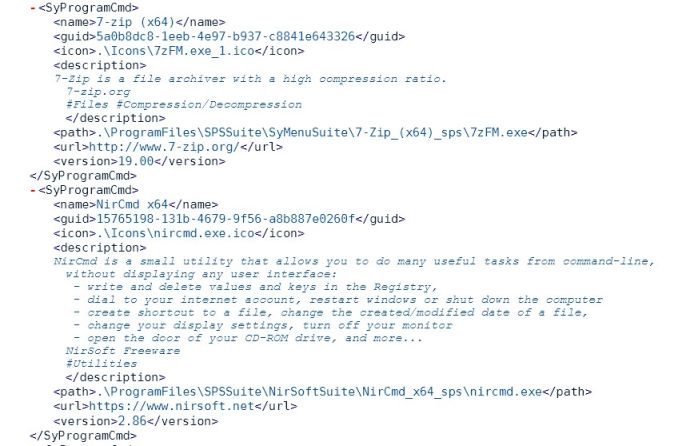 -<SyProgramCmd>
<name>7-zip (x64)</name>
<guid>5a0b8dc8-1eeb-4e97-b937-c8841e643326</guid>
<icon>.\Icons\7zFM.exe_1.ico</icon>
<description>
7-Zip is a file archiver with a high compression ratio.
7-zip.org
#Files #Compression/Decompression
</description>
<path>.\ProgramFiles\SPSSuite\SyMenuSuite\7-Zip_(x64)_sps\7zFM.exe</path>
<url>http://www.7-zip.org/</url>
<version>19.00</version>
</SyProgramCmd>
-<SyProgramCmd>
<name>NirCmd x64</name>
<guid>15765198-131b-4679-9f56-a8b887e0260f</guid>
<icon>.\Icons\nircmd.exe.ico</icon>
<description>
NirCmd is a small utility that allows you to do many useful tasks from command-line,
without displaying any user interface:
- write and delete values and keys in the Registry,
- dial to your internet account, restart windows or shut down the computer
- create shortcut to a file, change the created/modified date of a file,
- change your display settings, turn off your monitor
- open the door of your CD-ROM drive, and more...
NirSoft Freeware
#Utilities
</description>
<path>.\ProgramFiles\SPSSuite\NirSoftSuite\NirCmd_x64_sps\nircmd.exe</path>
<url>https://www.nirsoft.net</url>
<version>2.86</version>
</SyProgramCmd>